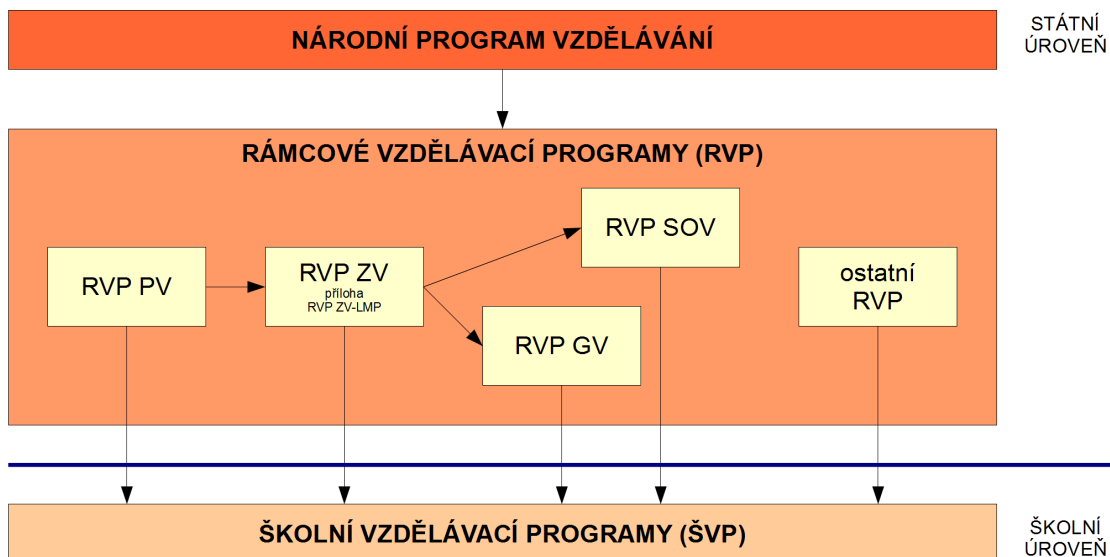 NÁRODNÍ PROGRAM VZDĚLÁVÁNÍ
STÁTNÍ
ÚROVEŇ
RÁMCOVÉ VZDĚLÁVACÍ PROGRAMY (RVP)
RVP PV
RVP ZV
příloha
RVP ZV-LMP
RVP SOV
RVP GV
ostatní
RVP
ŠKOLNÍ VZDĚLÁVACÍ PROGRAMY (ŠVP)
ŠKOLNÍ
ÚROVEŇ